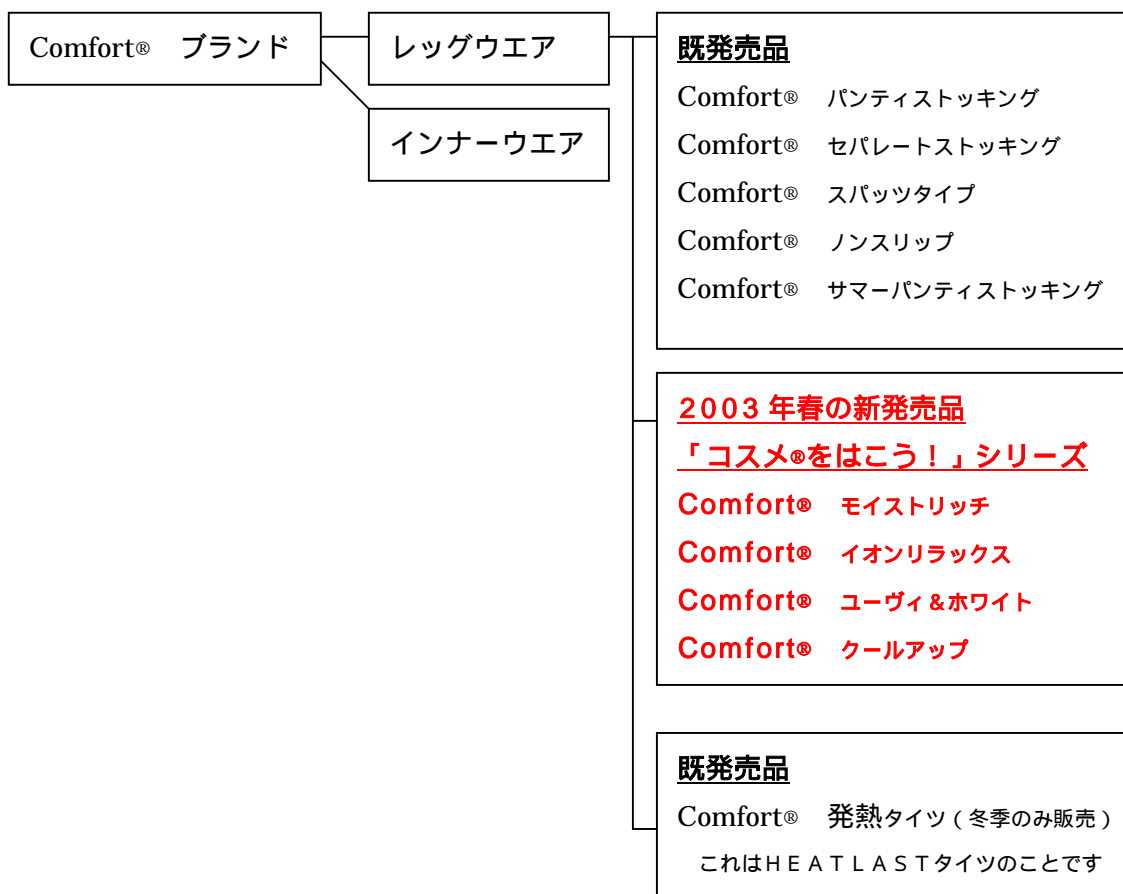 Comfort® ブランド
レッグウエア
インナーウエア
既発売品
Comfort® パンティストッキング
Comfort® セパレートストッキング
Comfort® スパッツタイプ
Comfort® ノンスリップ
Comfort® サマーパンティストッキング
2003年春の新発売品
「コスメ®をはこう！」シリーズ
Comfort® モイストリッチ
Comfort® イオンリラックス
Comfort® ユーヴィ&ホワイト
Comfort® クールアップ
既発売品
Comfort® 発熱タイツ（冬季のみ販売）
これはＨＥＡＴＬＡＳＴタイツのことです